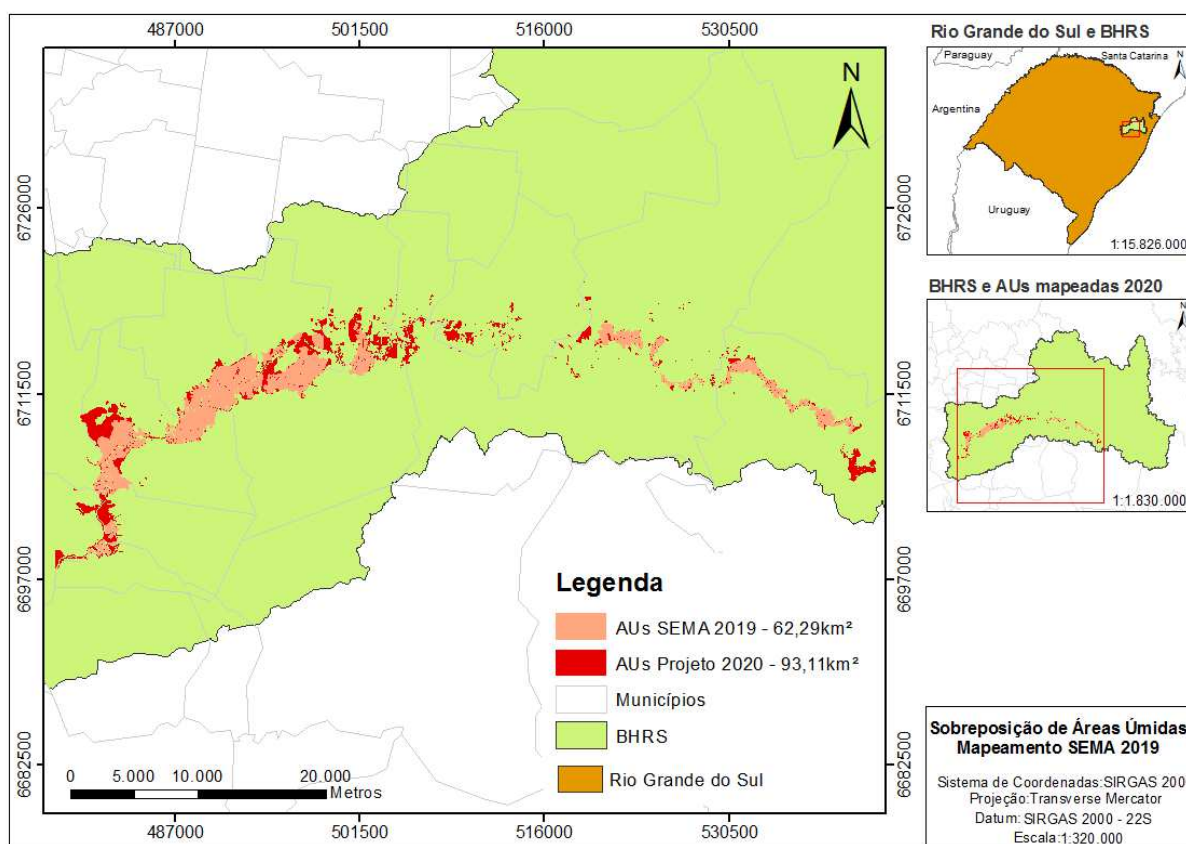 487000 501500 516000 530500
N
6726000
6711500
6697000
6682500
6726000
6711500
6697000
6682500
Legenda
AUs SEMA 2019 - 62,29km²
AUs Projeto 2020 - 93,11km²
Municípios
BHRS
Rio Grande do Sul
0 5.000 10.000 20.000
Metros
487000 501500 516000 530500
Rio Grande do Sul e BHRS
Paraguay
Santa Catarina
N
Argentina
Uruguay
1:15.826.000
BHRS e AUs mapeadas 2020
N
1:1.830.000
Sobreposição de Áreas Úmidas
Mapeamento SEMA 2019
Sistema de Coordenadas:SIRGAS 200
Projeção:Transverse Mercator
Datum: SIRGAS 2000 - 22S
Escala:1:320.000